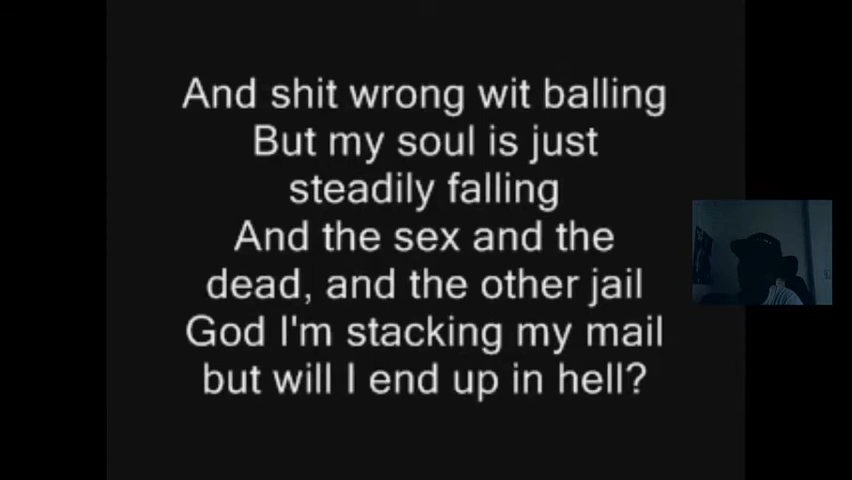 And shit wrong wit balling
But my soul is just
steadily falling
And the sex and the
dead, and the other jail
God I'm stacking my mail
but will I end up in hell?